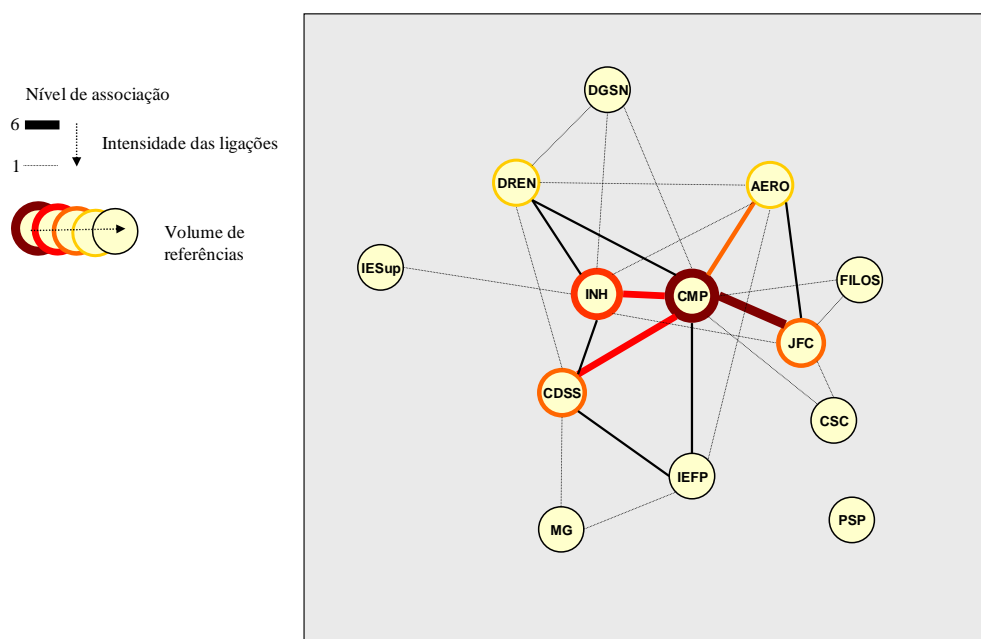 Nível de associação
6
Intensidade das ligações
1
Volume de
referências
DGSN
DREN
AERO
IESup
INH
CMP
FILOS
JFC
CDSS
CSC
IEFP
MG
PSP